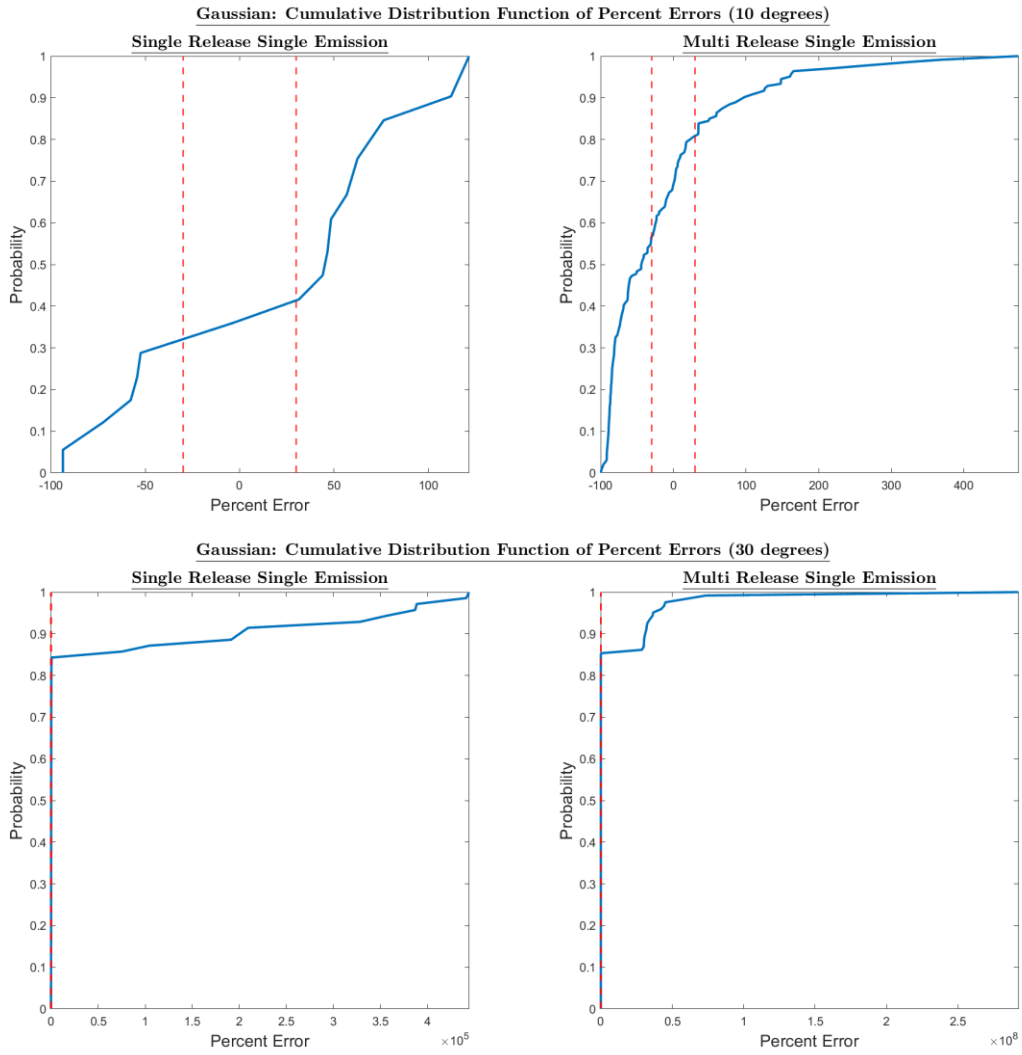 Gaussian: Cumulative Distribution Function of Percent Errors (10 degrees)
Single Release Single Emission
1
0.9
0.8
0.7
0.6
0.5
0.4
0.3
0.2
0.1
0
Probability
-100 -50 0 50 100
Percent Error
Multi Release Single Emission
1
0.9
0.8
0.7
0.6
0.5
0.4
0.3
0.2
0.1
0
Probability
-100 0 100 200 300 400
Percent Error
Gaussian: Cumulative Distribution Function of Percent Errors (30 degrees)
Single Release Single Emission
1
0.9
0.8
0.7
0.6
0.5
0.4
0.3
0.2
0.1
0
Probability
0 0.5 1 1.5 2 2.5 3 3.5 4
Percent Error
×10⁵
Multi Release Single Emission
1
0.9
0.8
0.7
0.6
0.5
0.4
0.3
0.2
0.1
0
Probability
0 0.5 1 1.5 2 2.5
Percent Error
×10⁸